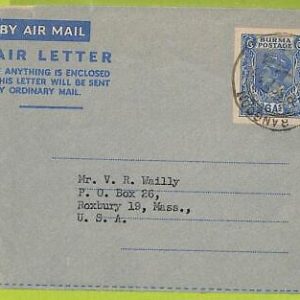 BY AIR MAIL
AIR LETTER
ANYTHING IS ENCLOSED
THIS LETTER WILL BE SENT
BY ORDINARY MAIL.
BURMA
POSTAGE
Mr. V. R. Wailly
P. O. Box 26,
Roxbury 19, Mass.,
U. S. A.